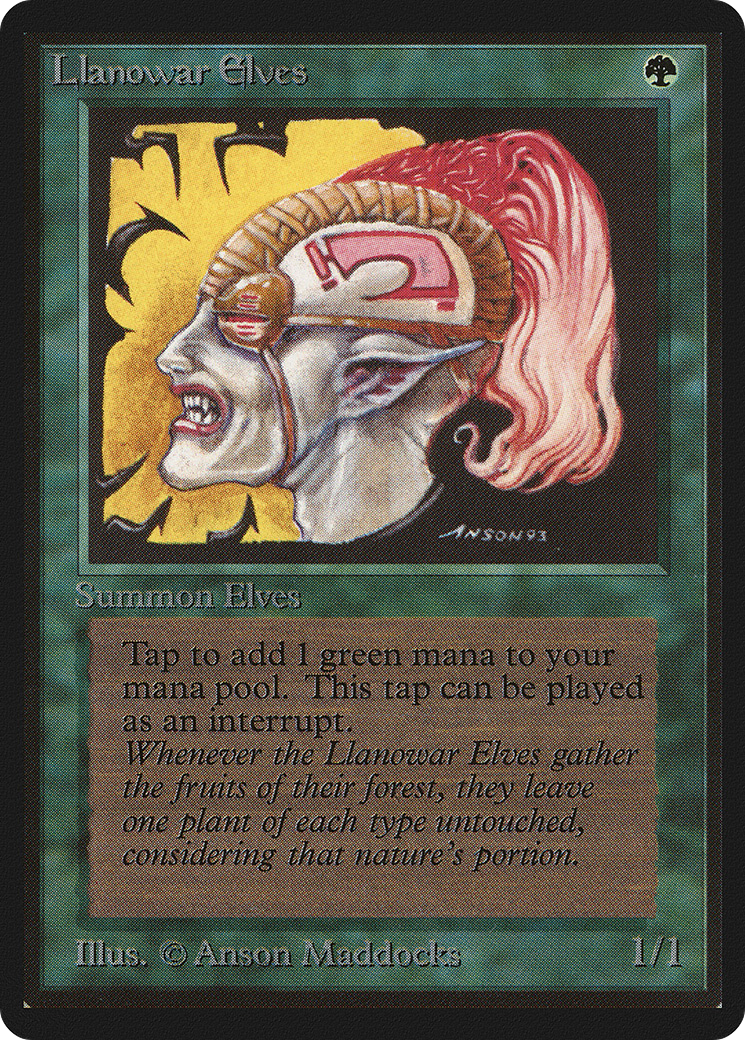 Llanowar Elves
ANSON93
Summon Elves
Tap to add 1 green mana to your
mana pool. This tap can be played
as an interrupt.
Whenever the Llanowar Elves gather
the fruits of their forest, they leave
one plant of each type untouched,
considering that nature's portion.
Illus. © Anson Maddocks
1/1